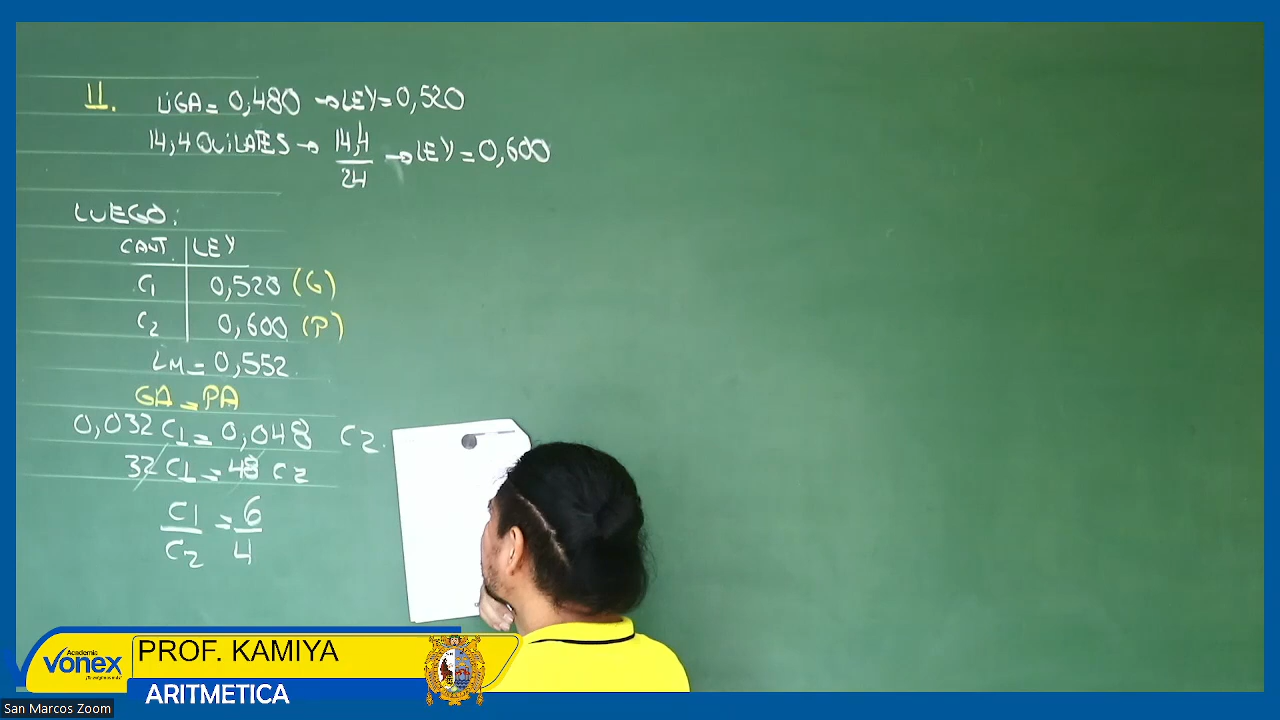 11. LIGA = 0,480 → LEY = 0,520
14,4 QUILATES → 14,4/24 → LEY = 0,600
LUEGO:
CANT. | LEY
C1 | 0,520 (G)
C2 | 0,600 (P)
LM = 0,552
GA = PA
0,032 C1 = 0,048 C2.
32 C1 = 48 C2
C1/C2 = 6/4
Academia
vonex
PROF. KAMIYA
ARITMETICA
San Marcos Zoom